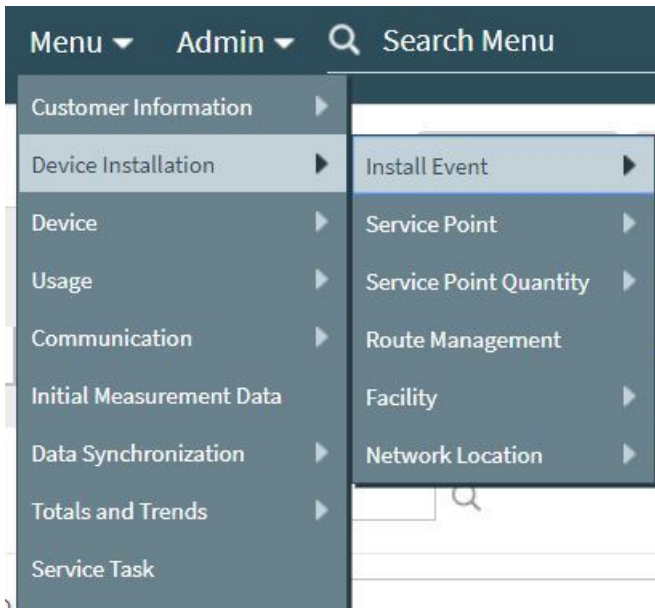 Menu Admin Search Menu
Customer Information
Device Installation
Device
Usage
Communication
Initial Measurement Data
Data Synchronization
Totals and Trends
Service Task
Install Event
Service Point
Service Point Quantity
Route Management
Facility
Network Location